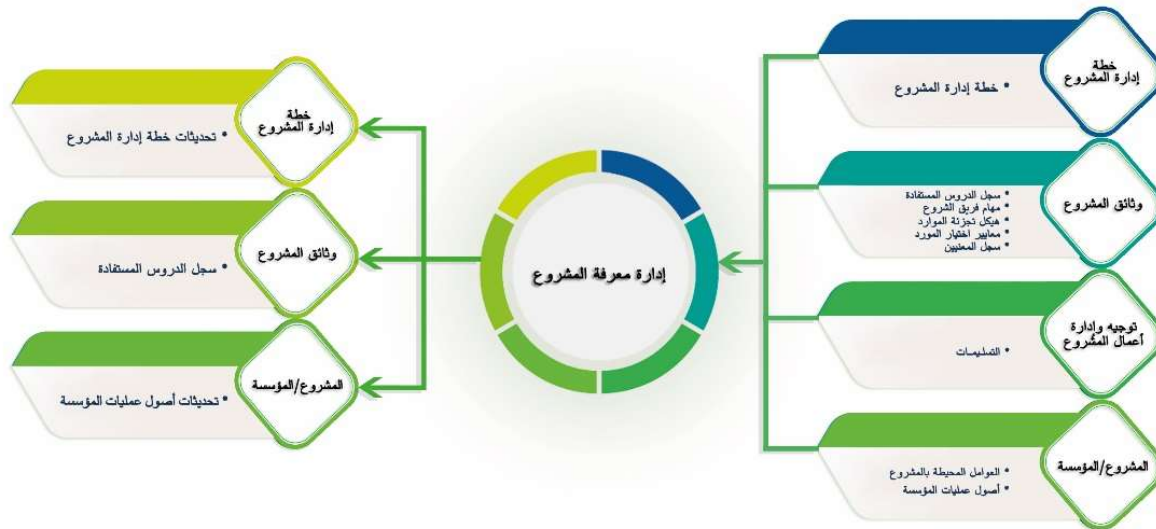 خطة
إدارة المشروع
• خطة إدارة المشروع
وثائق المشروع
• سجل الدروس المستفادة
• مهام فريق الشروع
• هيكل تجزئة الموارد
• معايير اختيار المورد
• سجل المعنيين
توجيه وإدارة
أعمال المشروع
• التسليمات
المشروع/المؤسسة
• العوامل المحيطة بالمشروع
• أصول عمليات المؤسسة
إدارة معرفة المشروع
خطة
إدارة المشروع
• تحديثات خطة إدارة المشروع
وثائق المشروع
• سجل الدروس المستفادة
المشروع/المؤسسة
• تحديثات أصول عمليات المؤسسة